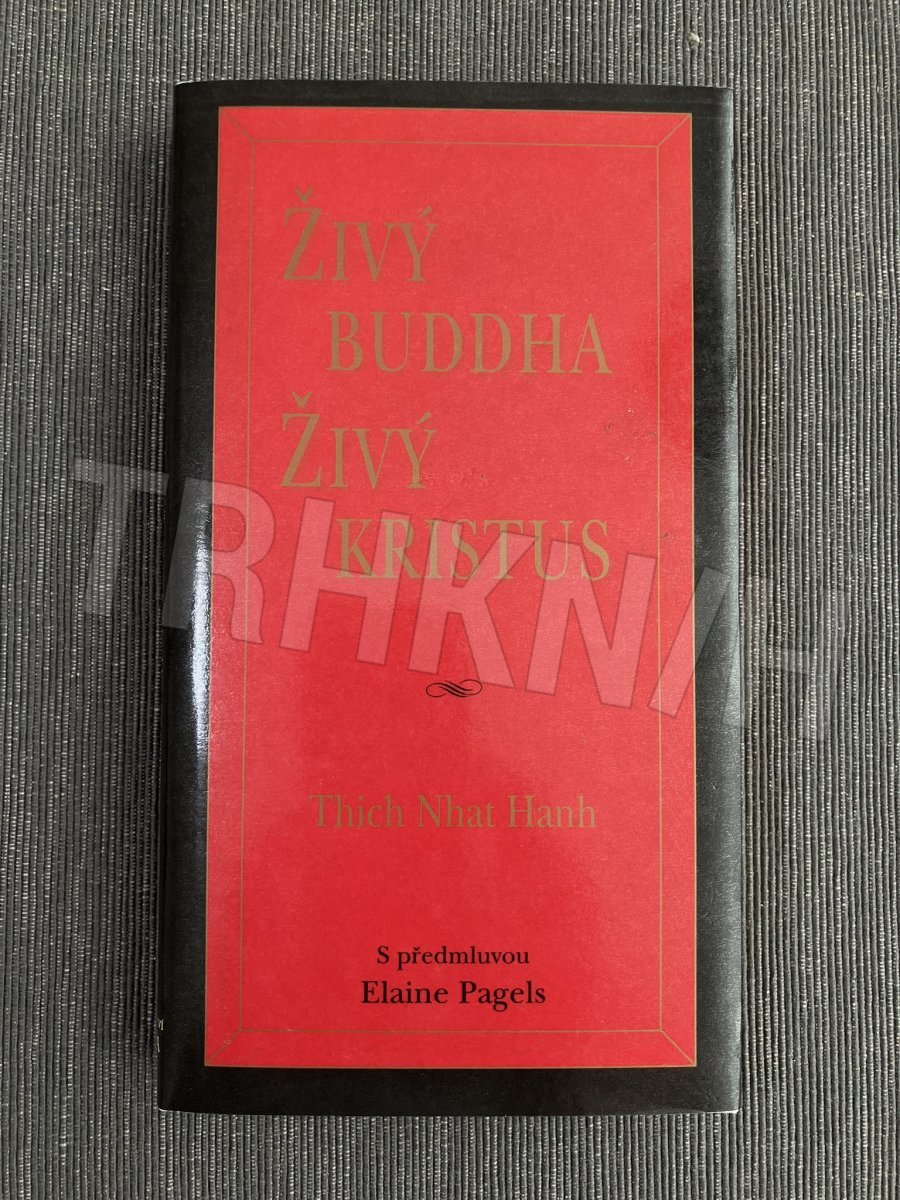 ŽIVÝ
BUDDHA
ŽIVÝ
KRISTUS
TRHKNIH
Thich Nhat Hanh
S předmluvou
Elaine Pagels